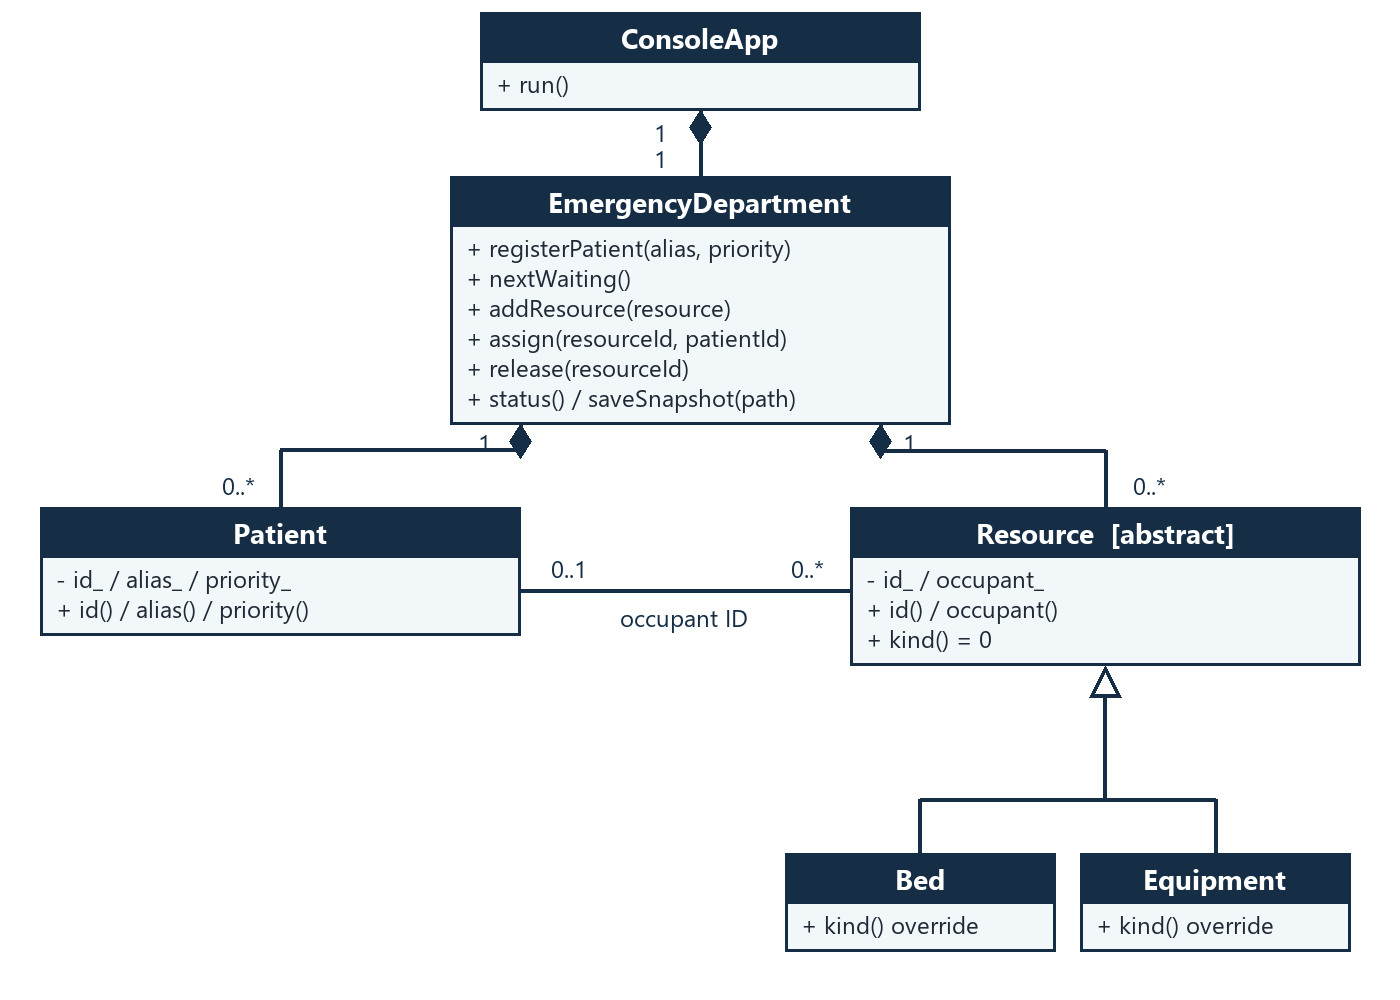 ConsoleApp
+ run()
1
1
EmergencyDepartment
+ registerPatient(alias, priority)
+ nextWaiting()
+ addResource(resource)
+ assign(resourceId, patientId)
+ release(resourceId)
+ status() / saveSnapshot(path)
1
1
0..*
0..*
Patient
- id_ / alias_ / priority_
+ id() / alias() / priority()
0..1
0..*
occupant ID
Resource [abstract]
- id_ / occupant_
+ id() / occupant()
+ kind() = 0
Bed
+ kind() override
Equipment
+ kind() override